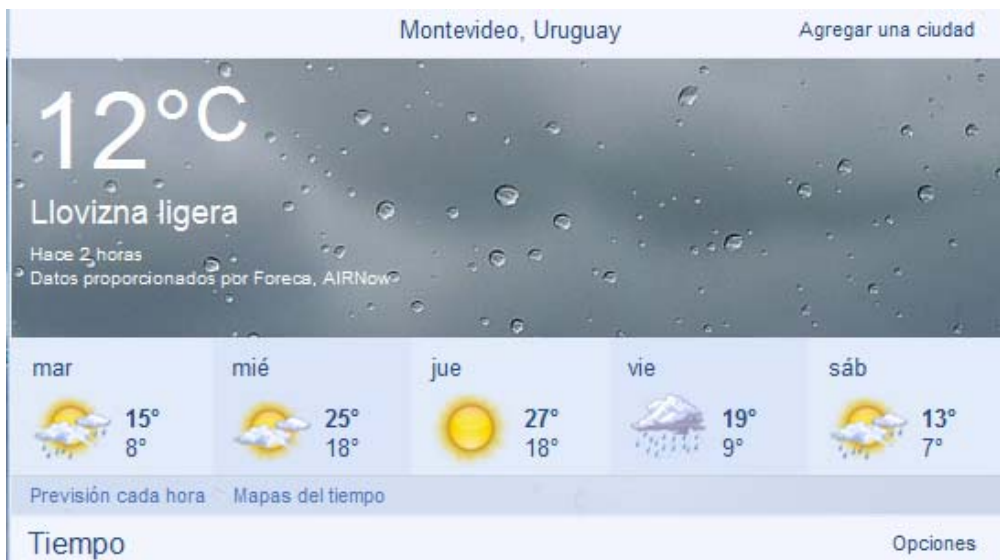 Montevideo, Uruguay Agregar una ciudad
12°C
Llovizna ligera
Hace 2 horas
Datos proporcionados por Foreca, AIRNow
mar mié jue vie sáb
15° 25° 27° 19° 13°
8° 18° 18° 9° 7°
Previsión cada hora Mapas del tiempo
Tiempo Opciones